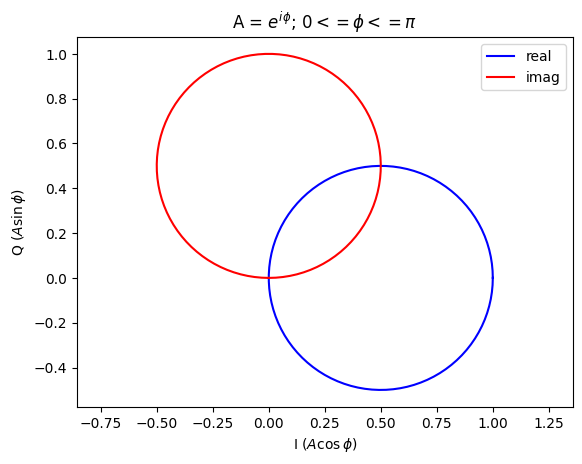 A = e^{iϕ}; 0 <= ϕ <= π
real
imag
1.0
0.8
0.6
0.4
0.2
0.0
−0.2
−0.4
Q (A sin ϕ)
−0.75 −0.50 −0.25 0.00 0.25 0.50 0.75 1.00 1.25
I (A cos ϕ)